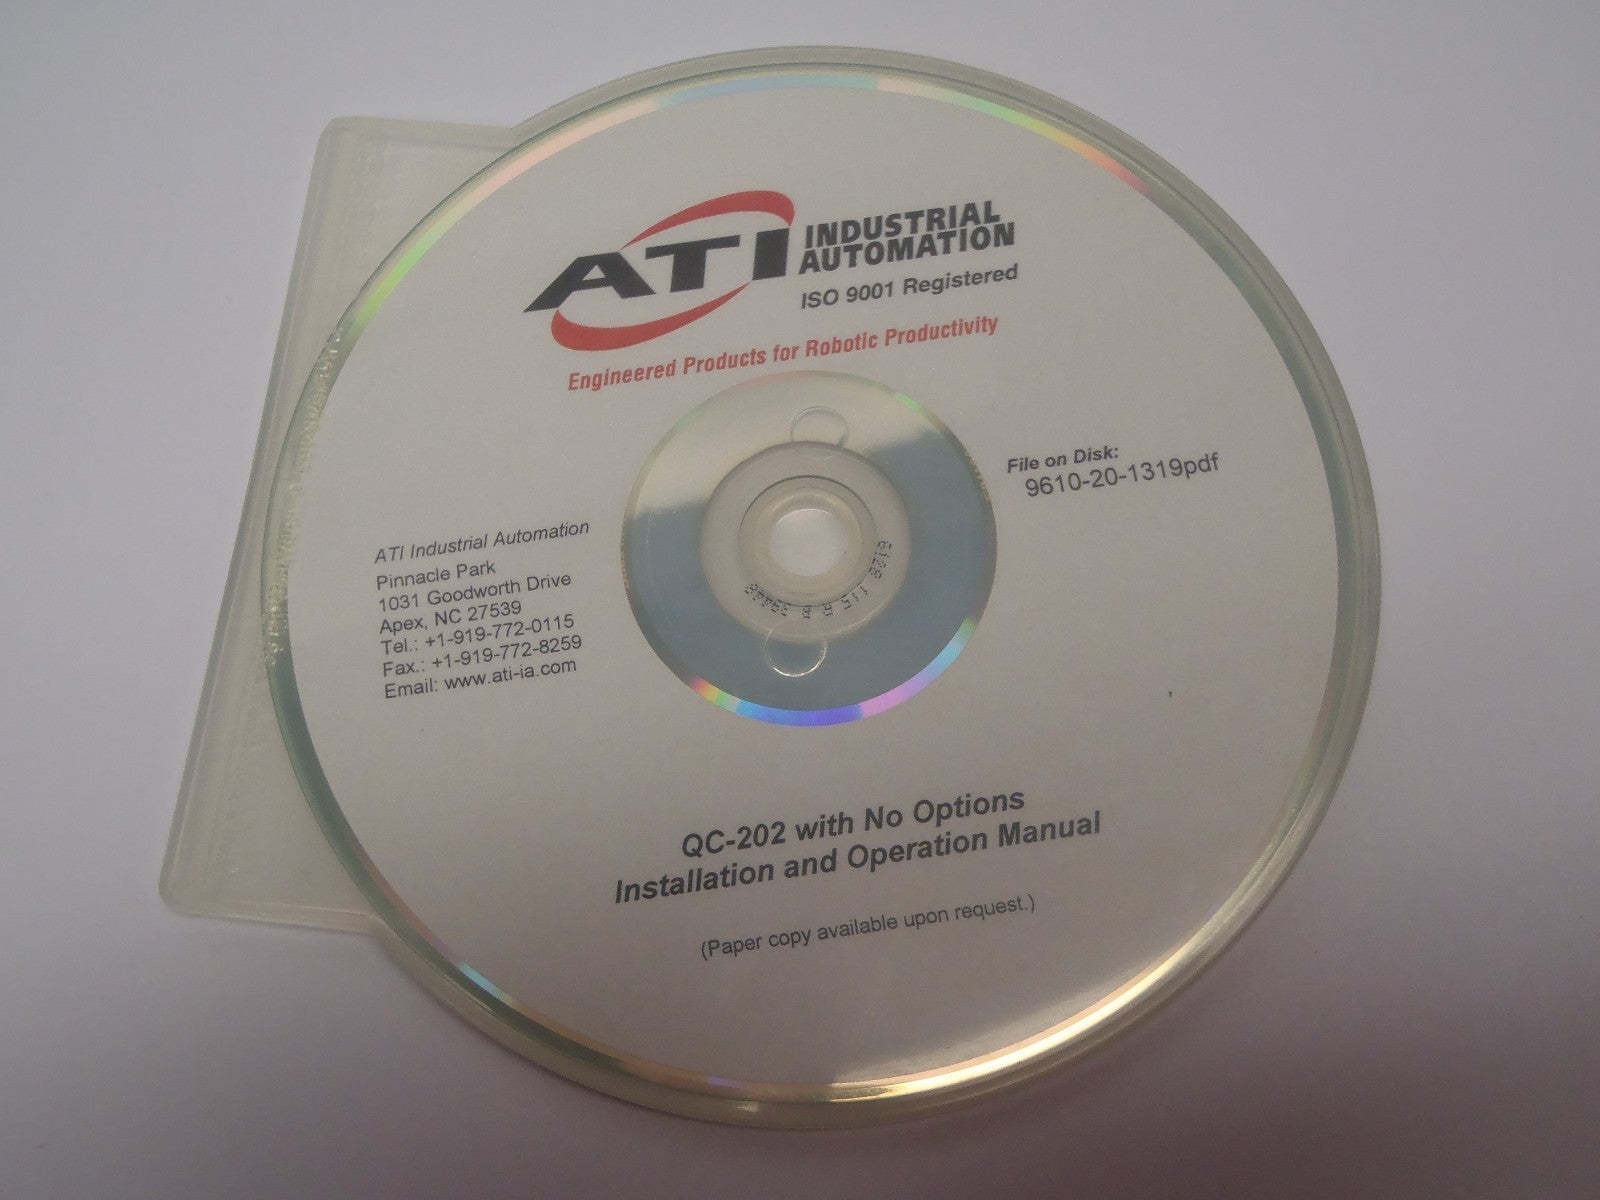 ATI INDUSTRIAL
AUTOMATION
ISO 9001 Registered
Engineered Products for Robotic Productivity
File on Disk:
9610-20-1319pdf
ATI Industrial Automation
Pinnacle Park
1031 Goodworth Drive
Apex, NC 27539
Tel.: +1-919-772-0115
Fax.: +1-919-772-8259
Email: www.ati-ia.com
QC-202 with No Options
Installation and Operation Manual
(Paper copy available upon request.)